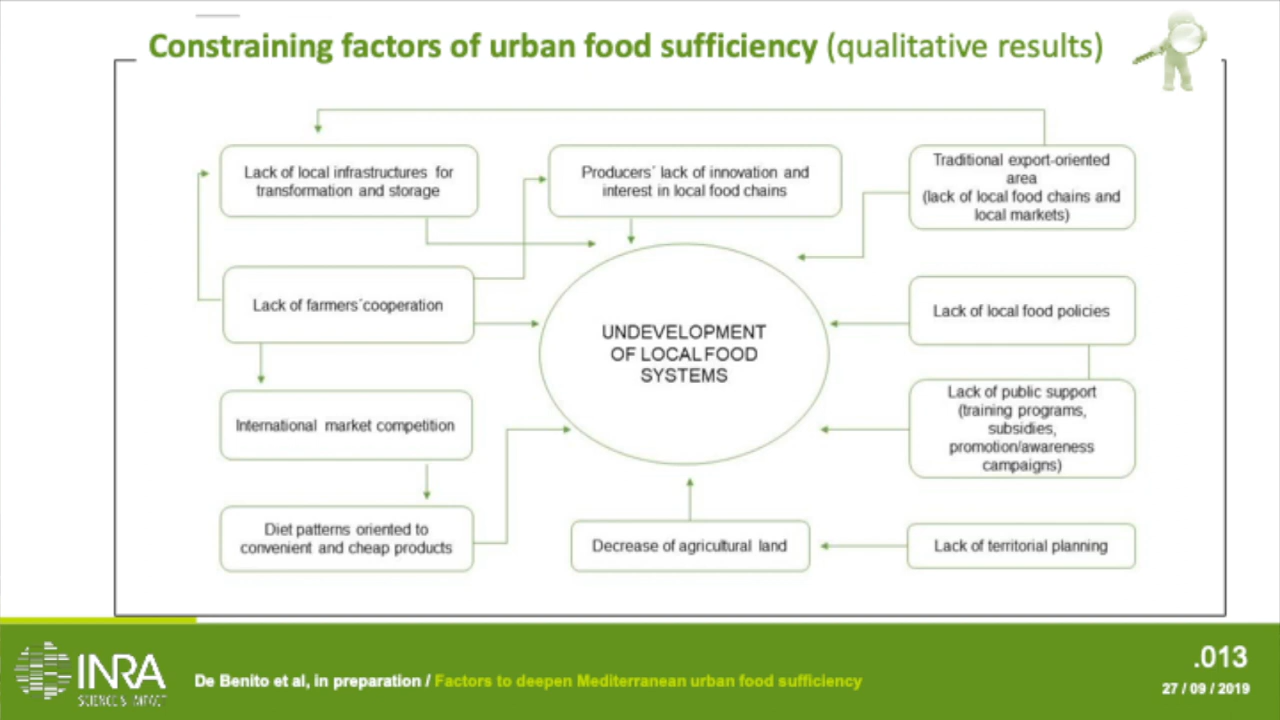 Constraining factors of urban food sufficiency (qualitative results)
Lack of local infrastructures for
transformation and storage
Producers´ lack of innovation and
interest in local food chains
Traditional export-oriented
area
(lack of local food chains and
local markets)
Lack of farmers´cooperation
Lack of local food policies
UNDEVELOPMENT
OF LOCAL FOOD
SYSTEMS
Lack of public support
(training programs,
subsidies,
promotion/awareness
campaigns)
International market competition
Diet patterns oriented to
convenient and cheap products
Decrease of agricultural land
Lack of territorial planning
INRA
SCIENCE & IMPACT
De Benito et al, in preparation / Factors to deepen Mediterranean urban food sufficiency
.013
27 / 09 / 2019